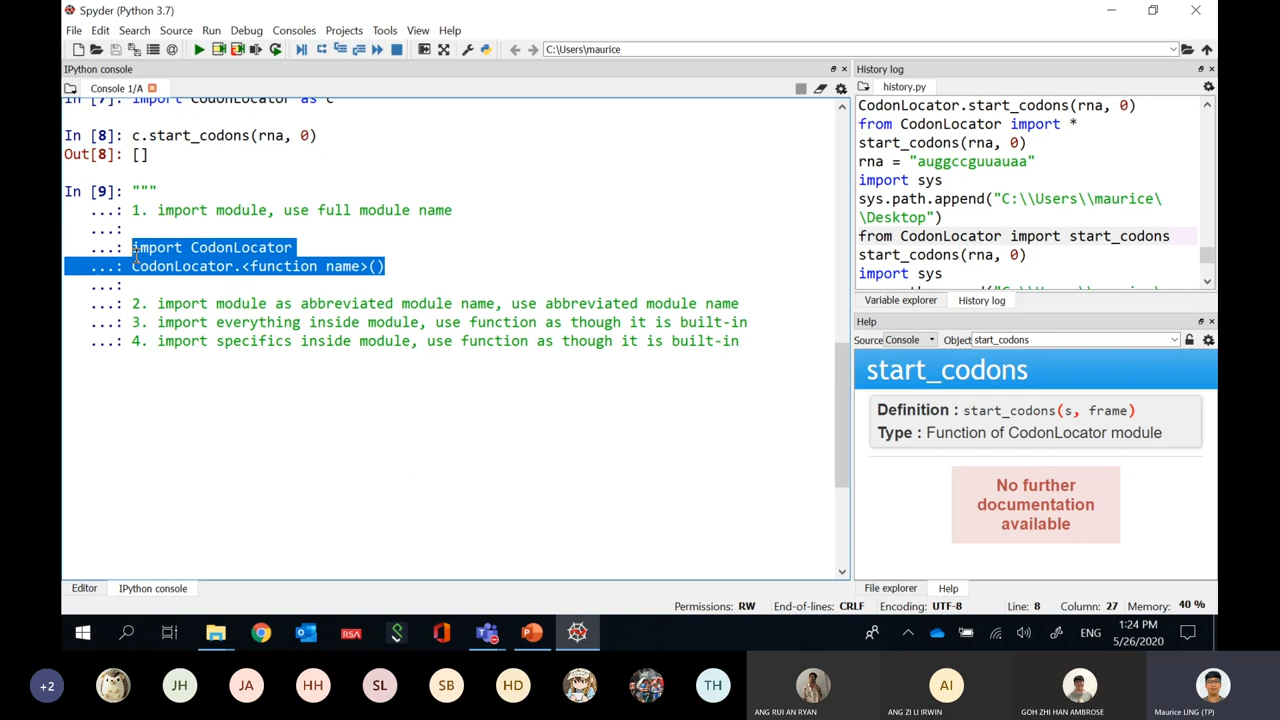 Spyder (Python 3.7)
File Edit Search Source Run Debug Consoles Projects Tools View Help
C:\Users\maurice
IPython console
Console 1/A
In [7]: import CodonLocator as c
In [8]: c.start_codons(rna, 0)
Out[8]: []
In [9]: """
...: 1. import module, use full module name
...:
...: import CodonLocator
...: CodonLocator.<function name>()
...:
...: 2. import module as abbreviated module name, use abbreviated module name
...: 3. import everything inside module, use function as though it is built-in
...: 4. import specifics inside module, use function as though it is built-in
Editor IPython console
History log
history.py
CodonLocator.start_codons(rna, 0)
from CodonLocator import *
start_codons(rna, 0)
rna = "auggccguuauaa"
import sys
sys.path.append("C:\\Users\\maurice\
\Desktop")
from CodonLocator import start_codons
start_codons(rna, 0)
import sys
Variable explorer History log
Help
Source Console Object start_codons
start_codons
Definition : start_codons(s, frame)
Type : Function of CodonLocator module
No further
documentation
available
File explorer Help
Permissions: RW End-of-lines: CRLF Encoding: UTF-8 Line: 8 Column: 27 Memory: 40 %
RSA
S
P
ENG
1:24 PM
5/26/2020
+2 JH JA HH SL SB HD TH AI
ANG RUI AN RYAN ANG ZI LI IRWIN GOH ZHI HAN AMBROSE Maurice LING (TP)